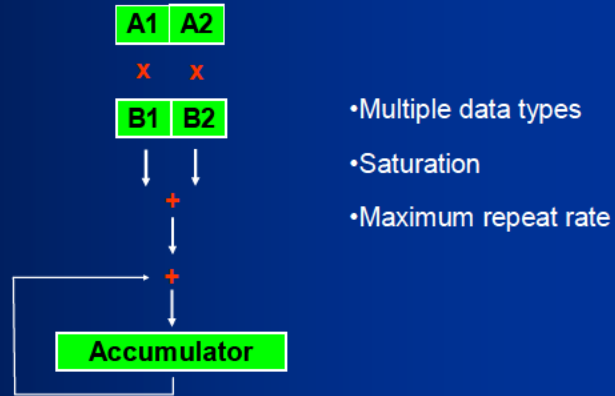 A1 A2
x x
B1 B2
+
+
Accumulator
•Multiple data types
•Saturation
•Maximum repeat rate